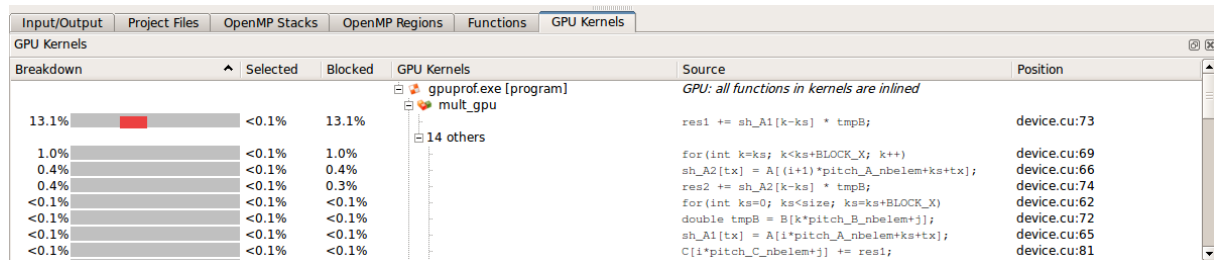 Input/Output Project Files OpenMP Stacks OpenMP Regions Functions GPU Kernels
GPU Kernels
Breakdown Selected Blocked GPU Kernels Source Position
gpuprof.exe [program] GPU: all functions in kernels are inlined
mult_gpu
13.1% <0.1% 13.1% res1 += sh_A1[k-ks] * tmpB; device.cu:73
14 others
1.0% <0.1% 1.0% for(int k=ks; k<ks+BLOCK_X; k++) device.cu:69
0.4% <0.1% 0.4% sh_A2[tx] = A[(i+1)*pitch_A_nbelem+ks+tx]; device.cu:66
0.4% <0.1% 0.3% res2 += sh_A2[k-ks] * tmpB; device.cu:74
<0.1% <0.1% <0.1% for(int ks=0; ks<size; ks=ks+BLOCK_X) device.cu:62
<0.1% <0.1% <0.1% double tmpB = B[k*pitch_B_nbelem+j]; device.cu:72
<0.1% <0.1% <0.1% sh_A1[tx] = A[i*pitch_A_nbelem+ks+tx]; device.cu:65
<0.1% <0.1% <0.1% C[i*pitch_C_nbelem+j] += res1; device.cu:81